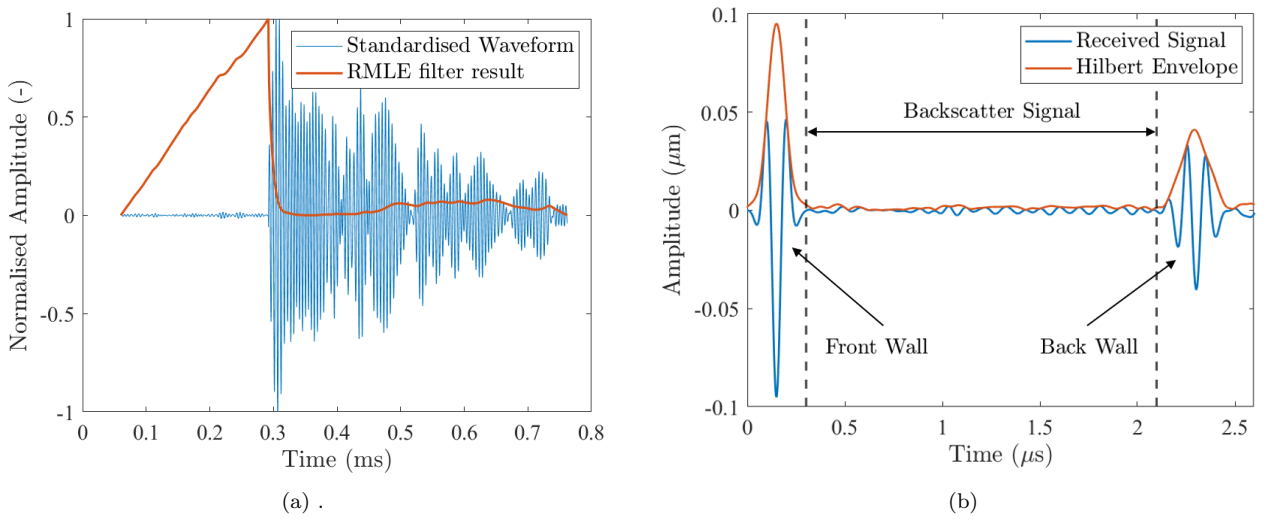 1
0.5
0
-0.5
-1
Normalised Amplitude (-)
Standardised Waveform
RMLE filter result
0 0.1 0.2 0.3 0.4 0.5 0.6 0.7 0.8
Time (ms)
(a) .
0.1
0.05
0
-0.05
-0.1
Amplitude (μm)
Received Signal
Hilbert Envelope
Backscatter Signal
Front Wall
Back Wall
0 0.5 1 1.5 2 2.5
Time (μs)
(b)